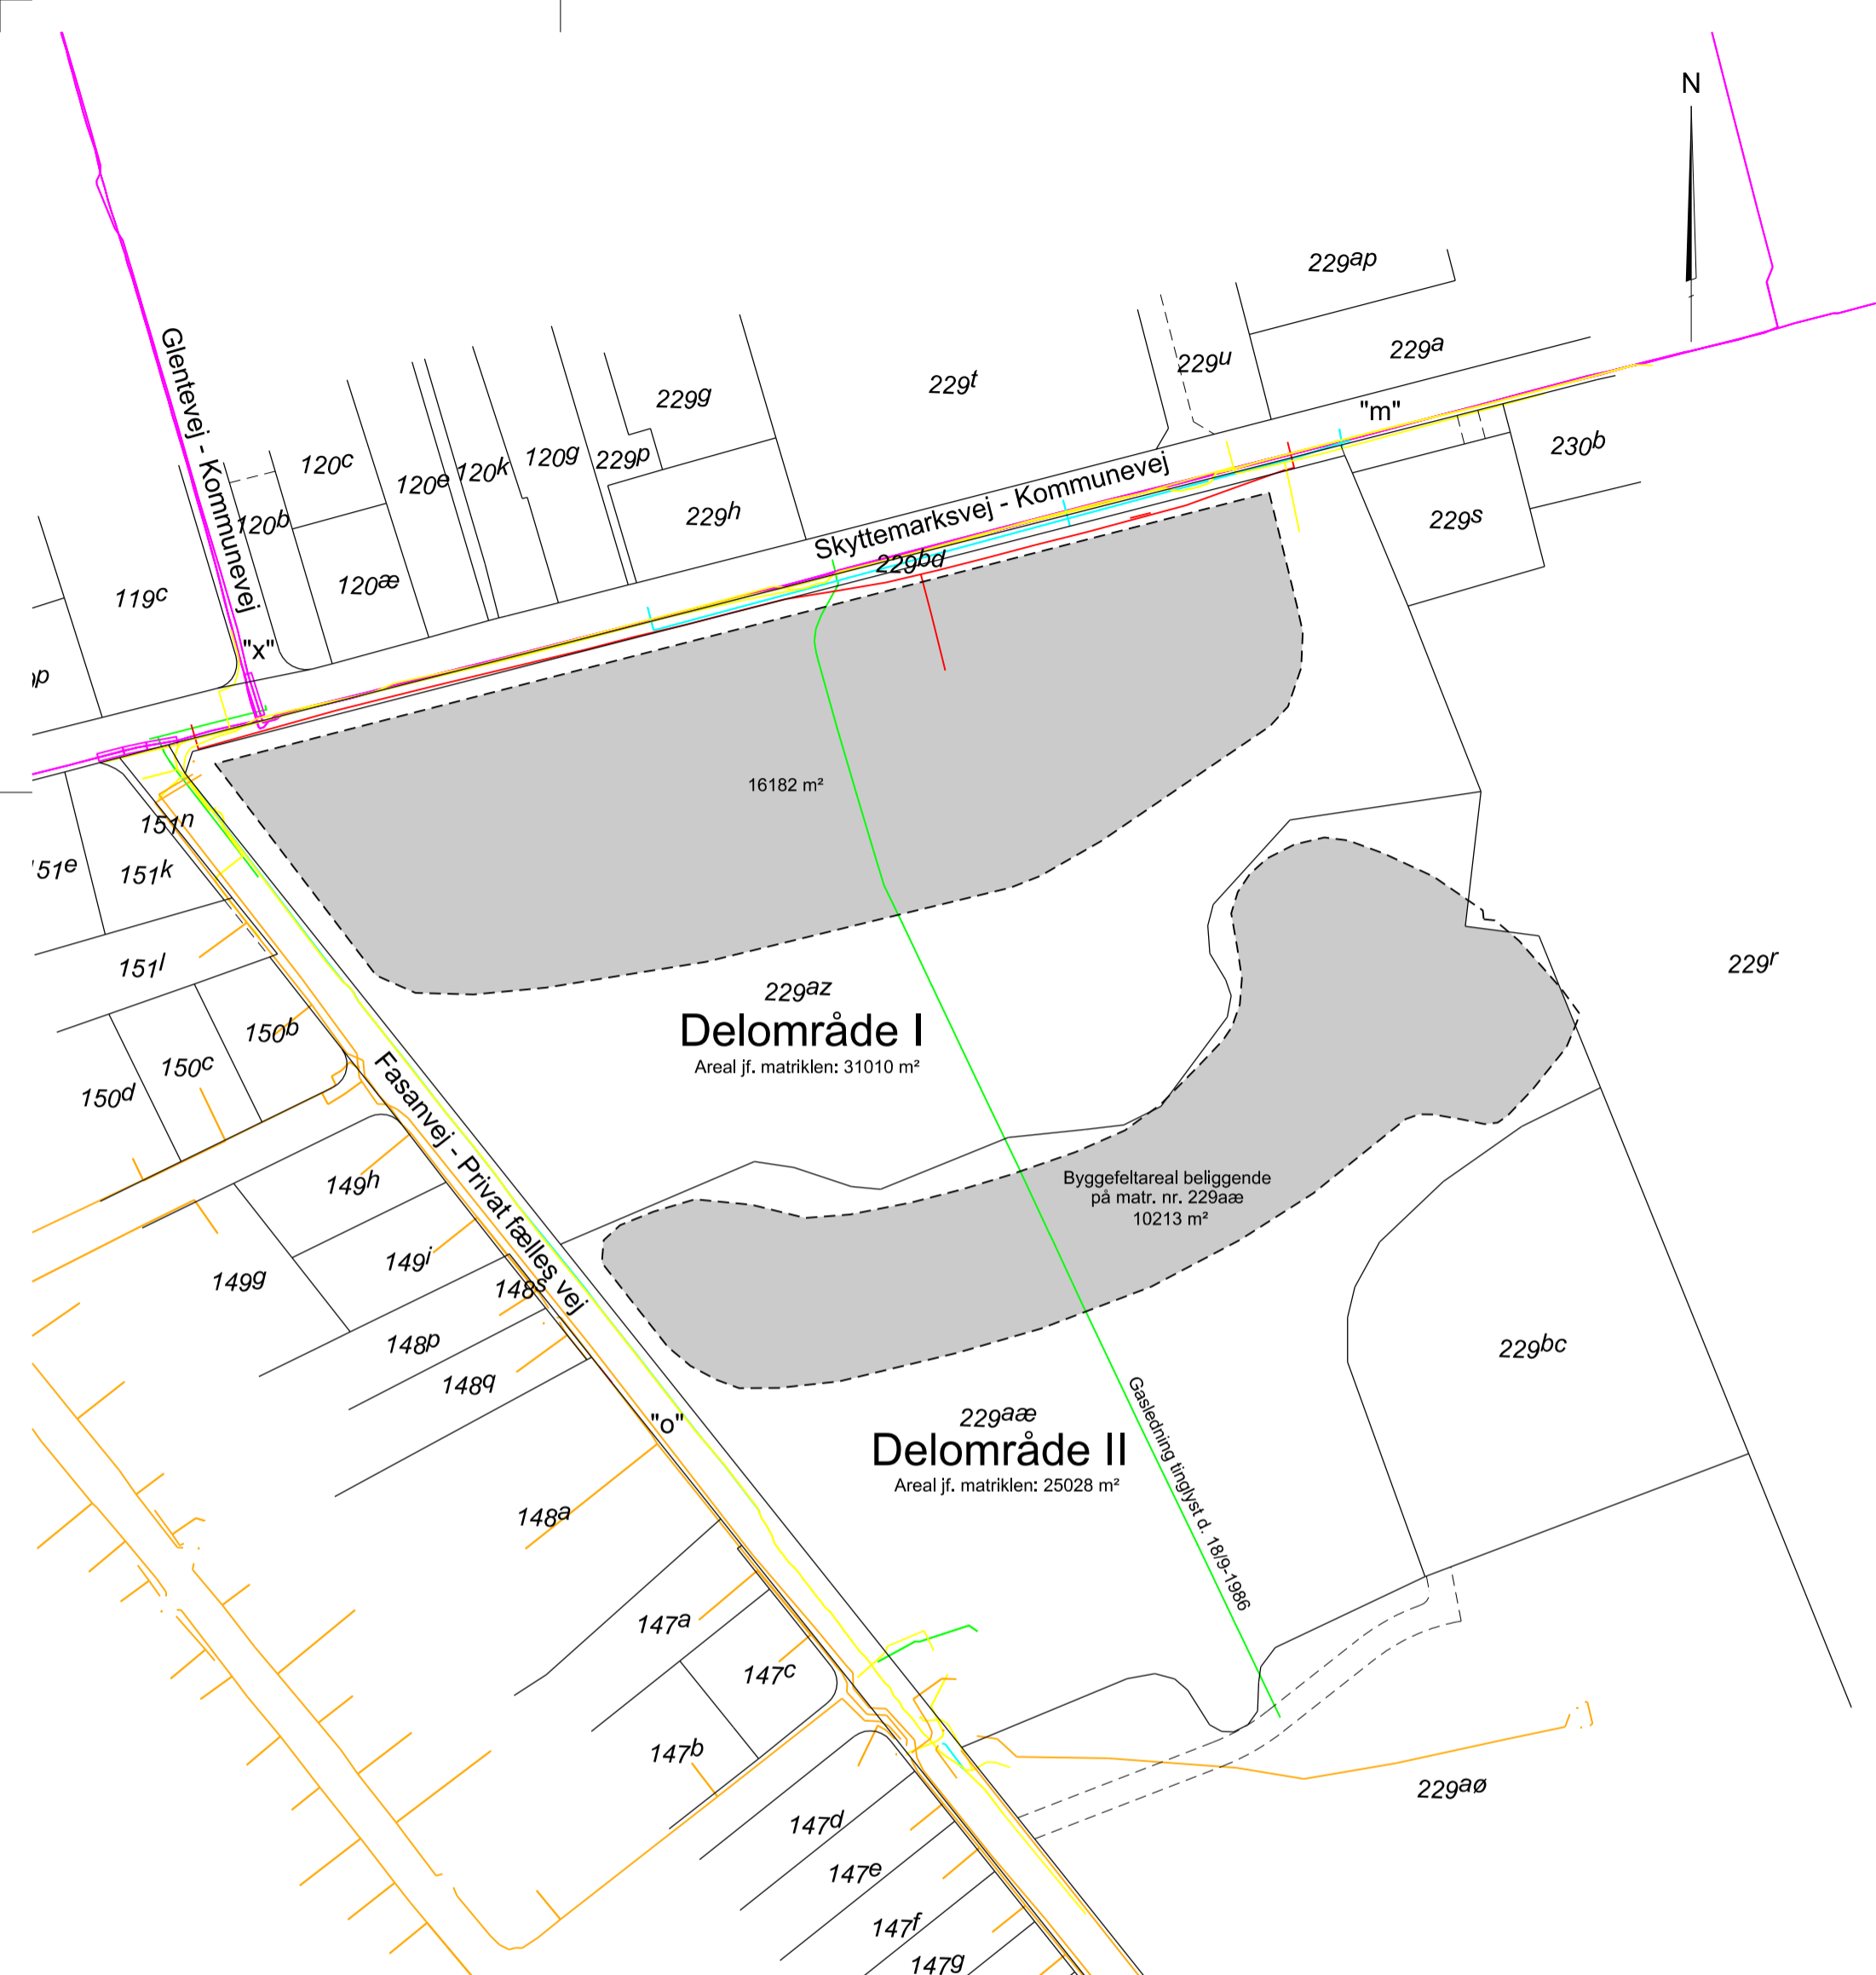 N
229ap
229a
229u
229t
229g
229h
229p
120g
120k
120e
120c
120b
120æ
119c
Glentevej - Kommunevej
"x"
"m"
Skyttemarksvej - Kommunevej
229bd
229s
230b
16182 m²
151n
151k
151l
150b
150c
150d
229r
229az
Delområde I
Areal jf. matriklen: 31010 m²
Fasanvej - Privat fælles vej
Byggefeltareal beliggende
på matr. nr. 229aæ
10213 m²
149h
149i
149g
148s
148p
148q
"o"
148a
229bc
229aæ
Delområde II
Areal jf. matriklen: 25028 m²
Gasledning tinglyst d. 18/9-1986
147a
147c
147b
147d
147e
147f
147g
229aø